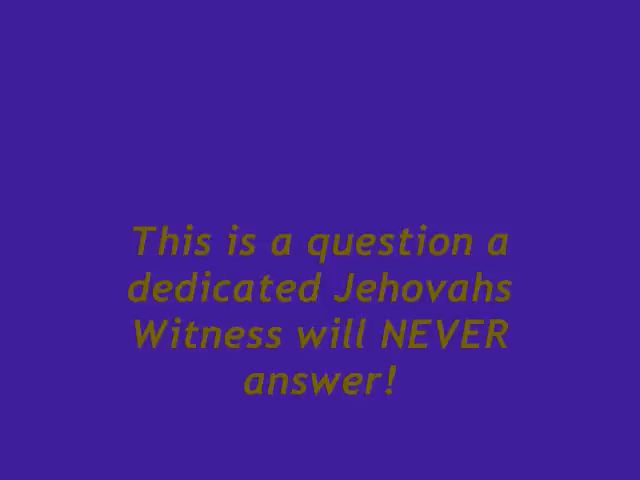 This is a question a
dedicated Jehovahs
Witness will NEVER
answer!